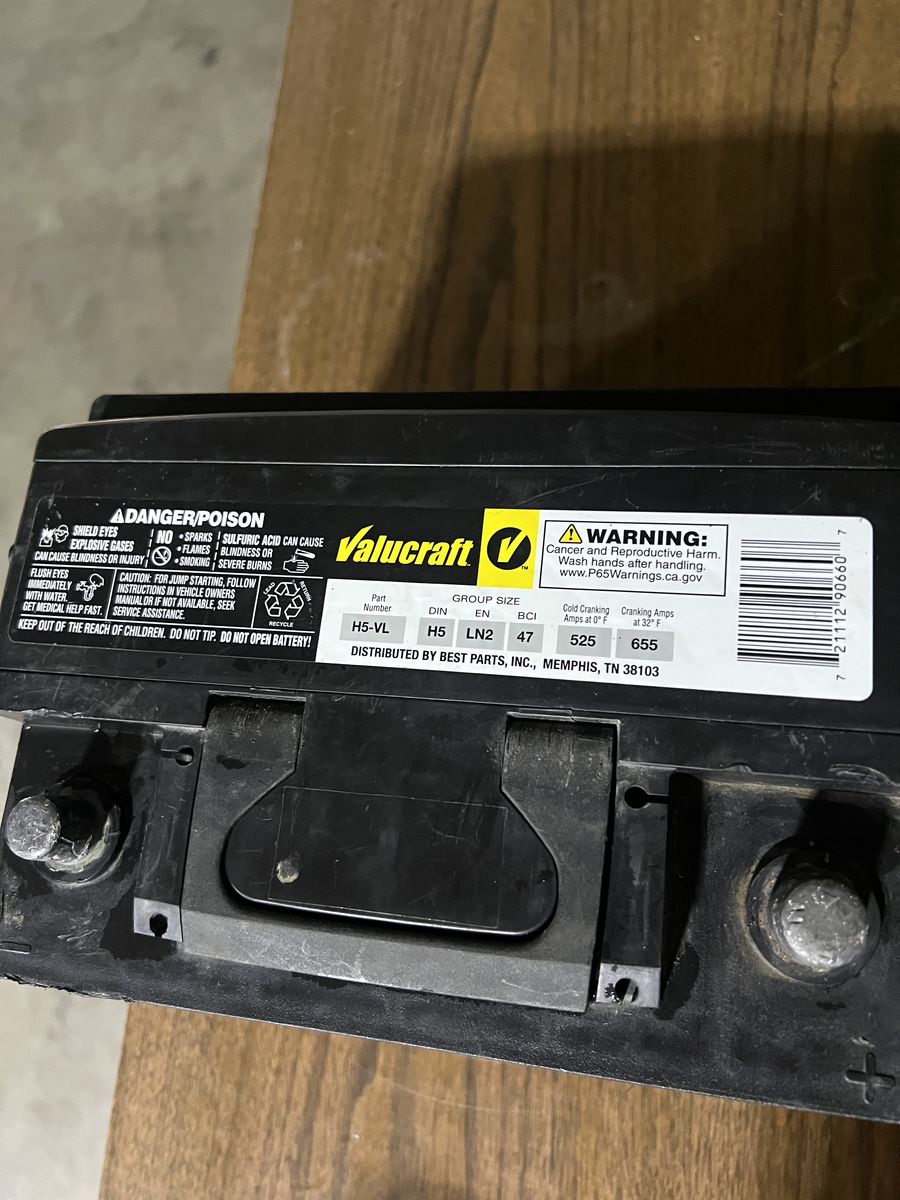 DANGER/POISON
SHIELD EYES
EXPLOSIVE GASES
CAN CAUSE BLINDNESS OR INJURY
NO
• SPARKS
• FLAMES
• SMOKING
SULFURIC ACID CAN CAUSE
BLINDNESS OR
SEVERE BURNS
FLUSH EYES
IMMEDIATELY
WITH WATER.
GET MEDICAL HELP FAST.
CAUTION: FOR JUMP STARTING, FOLLOW
INSTRUCTIONS IN VEHICLE OWNERS
MANUAL OR IF NOT AVAILABLE, SEEK
SERVICE ASSISTANCE.
RETURN
RECYCLE
KEEP OUT OF THE REACH OF CHILDREN. DO NOT TIP. DO NOT OPEN BATTERY!
Valucraft
V
TM
WARNING:
Cancer and Reproductive Harm.
Wash hands after handling.
www.P65Warnings.ca.gov
Part
Number
H5-VL
GROUP SIZE
DIN EN BCI
H5 LN2 47
Cold Cranking
Amps at 0° F
525
Cranking Amps
at 32° F
655
DISTRIBUTED BY BEST PARTS, INC., MEMPHIS, TN 38103
7 21112 90660 7
−
+